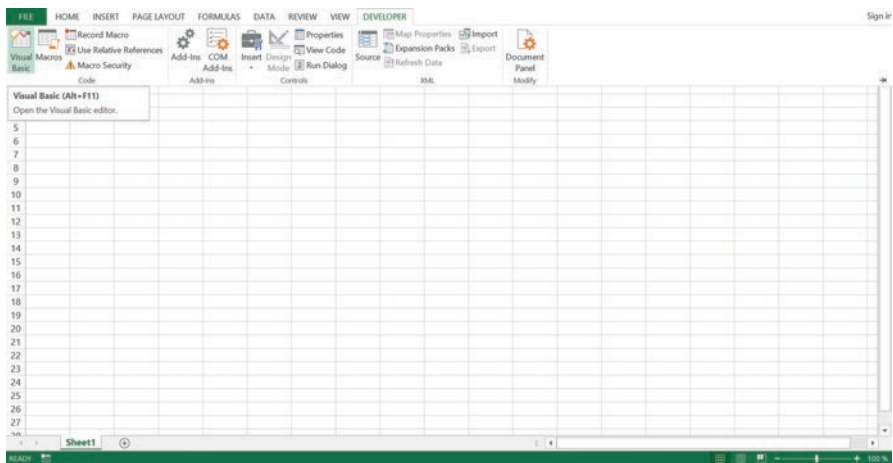 FILE HOME INSERT PAGE LAYOUT FORMULAS DATA REVIEW VIEW DEVELOPER Sign in
Visual Basic
Macros
Record Macro
Use Relative References
Macro Security
Code
Add-Ins
COM Add-Ins
Add-Ins
Insert
Design Mode
Properties
View Code
Run Dialog
Controls
Source
Map Properties
Expansion Packs
Refresh Data
Import
Export
XML
Document Panel
Modify
Visual Basic (Alt+F11)
Open the Visual Basic editor.
5
6
7
8
9
10
11
12
13
14
15
16
17
18
19
20
21
22
23
24
25
26
27
28
Sheet1
READY 100 %